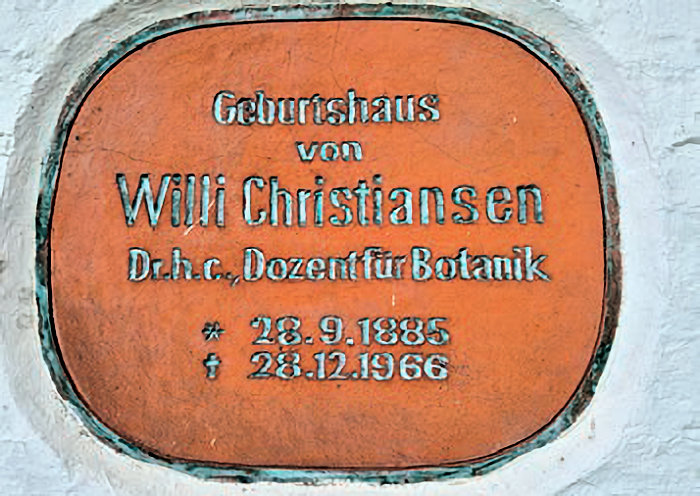 Geburtshaus
von
Willi Christiansen
Dr.h.c., Dozent für Botanik
* 28.9.1885
† 28.12.1966